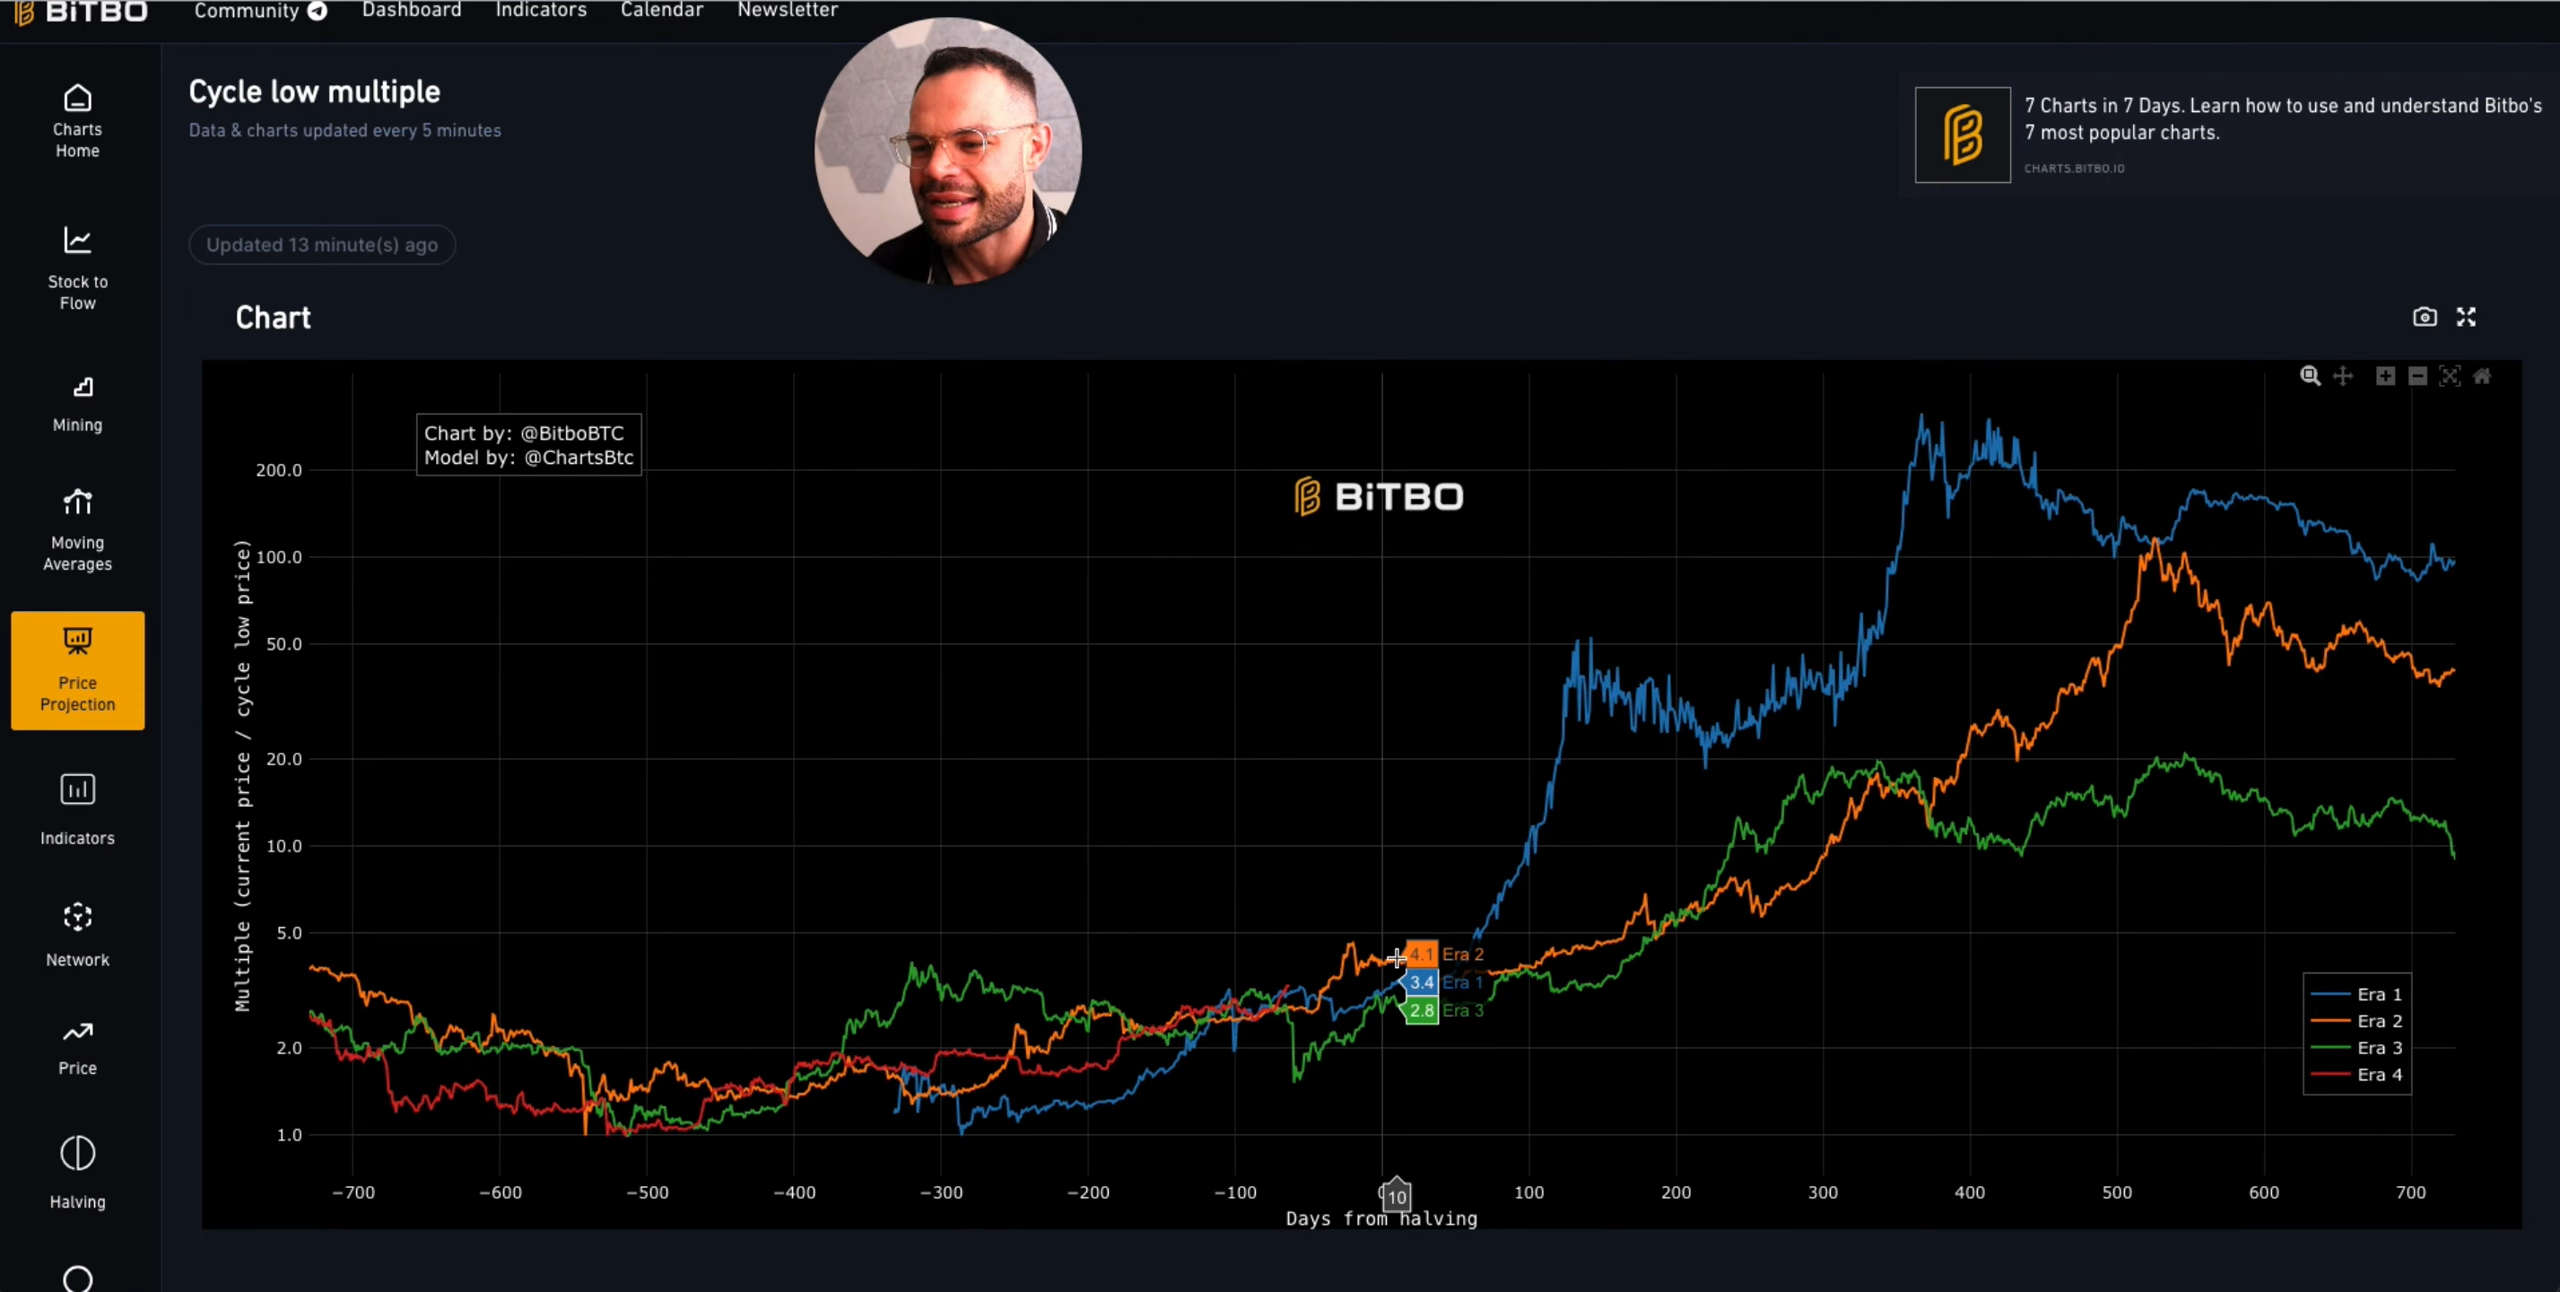 BiTBO
Community
Dashboard
Indicators
Calendar
Newsletter
Charts
Home
Stock to
Flow
Mining
Moving
Averages
Price
Projection
Indicators
Network
Price
Halving
Cycle low multiple
Data & charts updated every 5 minutes
7 Charts in 7 Days. Learn how to use and understand Bitbo's
7 most popular charts.
CHARTS.BITBO.IO
Updated 13 minute(s) ago
Chart
Chart by: @BitboBTC
Model by: @ChartsBtc
BiTBO
Multiple (current price / cycle low price)
200.0
100.0
50.0
20.0
10.0
5.0
2.0
1.0
4.1 Era 2
3.4 Era 1
2.8 Era 3
Era 1
Era 2
Era 3
Era 4
−700 −600 −500 −400 −300 −200 −100 10 100 200 300 400 500 600 700
Days from halving